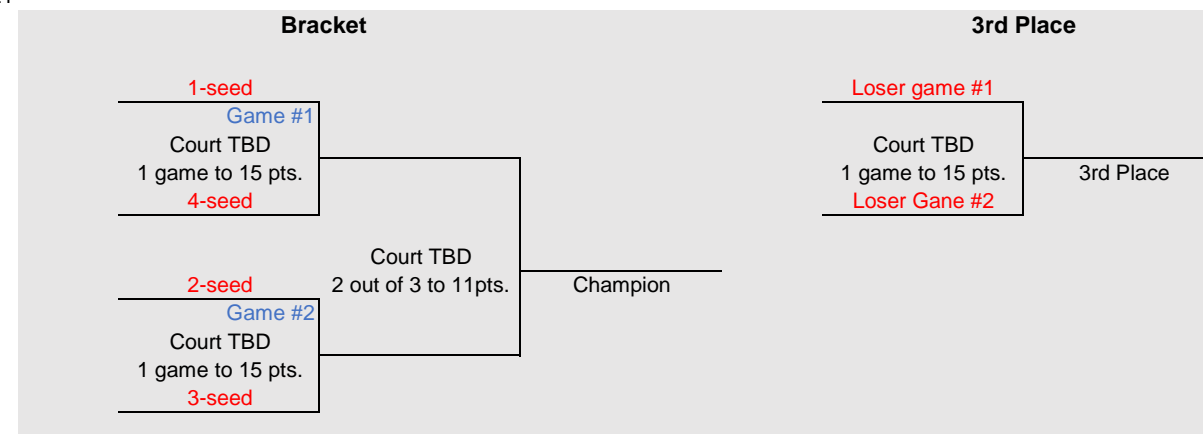 Bracket
1-seed
Game #1
Court TBD
1 game to 15 pts.
4-seed
Court TBD
2 out of 3 to 11pts.
Champion
2-seed
Game #2
Court TBD
1 game to 15 pts.
3-seed
3rd Place
Loser game #1
Court TBD
1 game to 15 pts.
3rd Place
Loser Gane #2